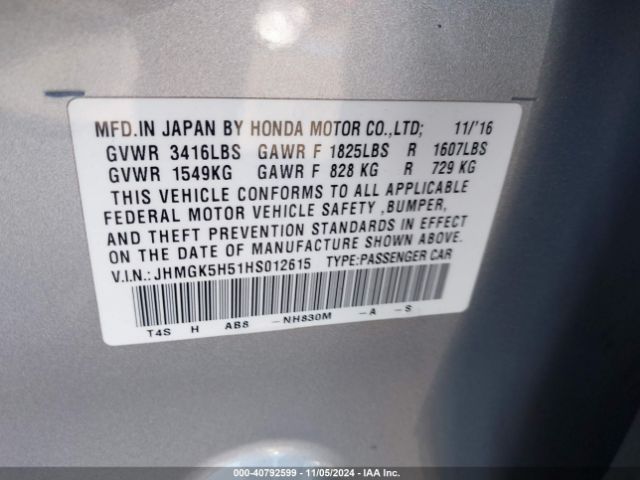 MFD.IN JAPAN BY HONDA MOTOR CO.,LTD; 11/'16
GVWR 3416LBS GAWR F 1825LBS R 1607LBS
GVWR 1549KG GAWR F 828 KG R 729 KG
THIS VEHICLE CONFORMS TO ALL APPLICABLE
FEDERAL MOTOR VEHICLE SAFETY ,BUMPER,
AND THEFT PREVENTION STANDARDS IN EFFECT
ON THE DATE OF MANUFACTURE SHOWN ABOVE.
V.I.N.: JHMGK5H51HS012615 TYPE:PASSENGER CAR
T4S H AB8 -NH830M -A -S
000-40792599 - 11/05/2024 - IAA Inc.